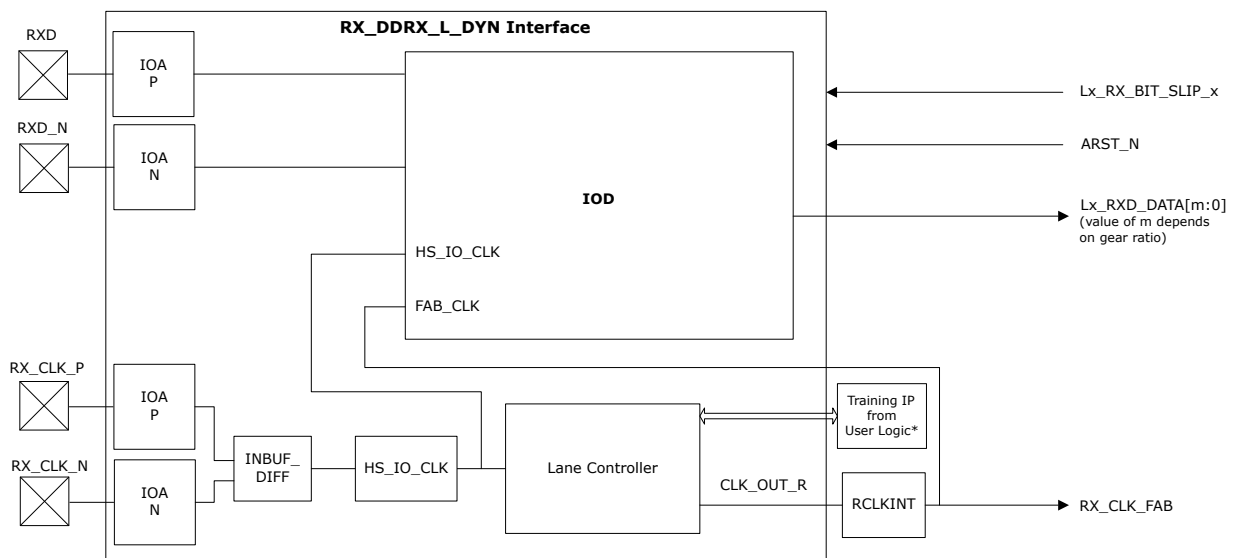 RX_DDRX_L_DYN Interface
RXD
IOA
P
RXD_N
IOA
N
IOD
HS_IO_CLK
FAB_CLK
Lx_RX_BIT_SLIP_x
ARST_N
Lx_RXD_DATA[m:0]
(value of m depends
on gear ratio)
RX_CLK_P
IOA
P
RX_CLK_N
IOA
N
INBUF_
DIFF
HS_IO_CLK
Lane Controller
Training IP
from
User Logic*
CLK_OUT_R
RCLKINT
RX_CLK_FAB